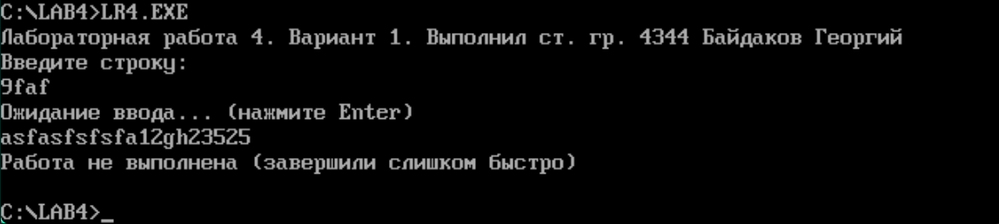 C:\LAB4>LR4.EXE
Лабораторная работа 4. Вариант 1. Выполнил ст. гр. 4344 Байдаков Георгий
Введите строку:
9faf
Ожидание ввода... (нажмите Enter)
asfasfsfsfa12gh23525
Работа не выполнена (завершили слишком быстро)
C:\LAB4>_